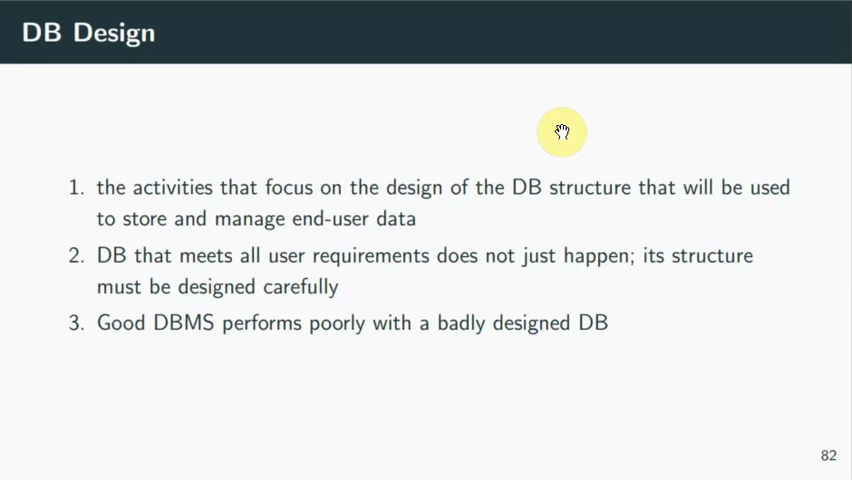 DB Design
1. the activities that focus on the design of the DB structure that will be used
to store and manage end-user data
2. DB that meets all user requirements does not just happen; its structure
must be designed carefully
3. Good DBMS performs poorly with a badly designed DB
82